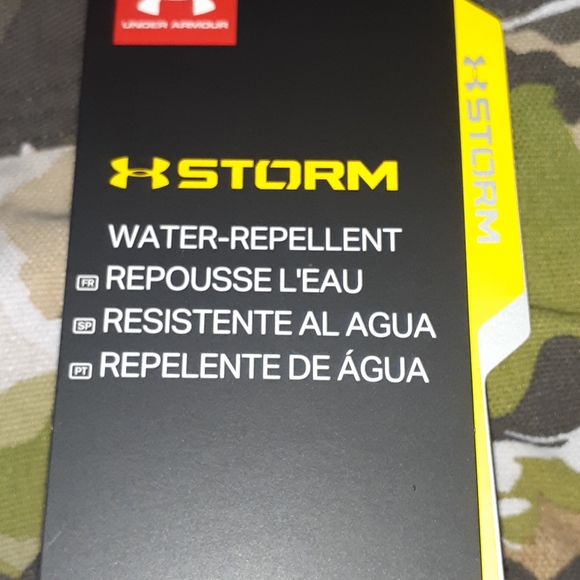 UNDER ARMOUR
STORM
STORM
WATER-REPELLENT
FR REPOUSSE L'EAU
SP RESISTENTE AL AGUA
PT REPELENTE DE ÁGUA